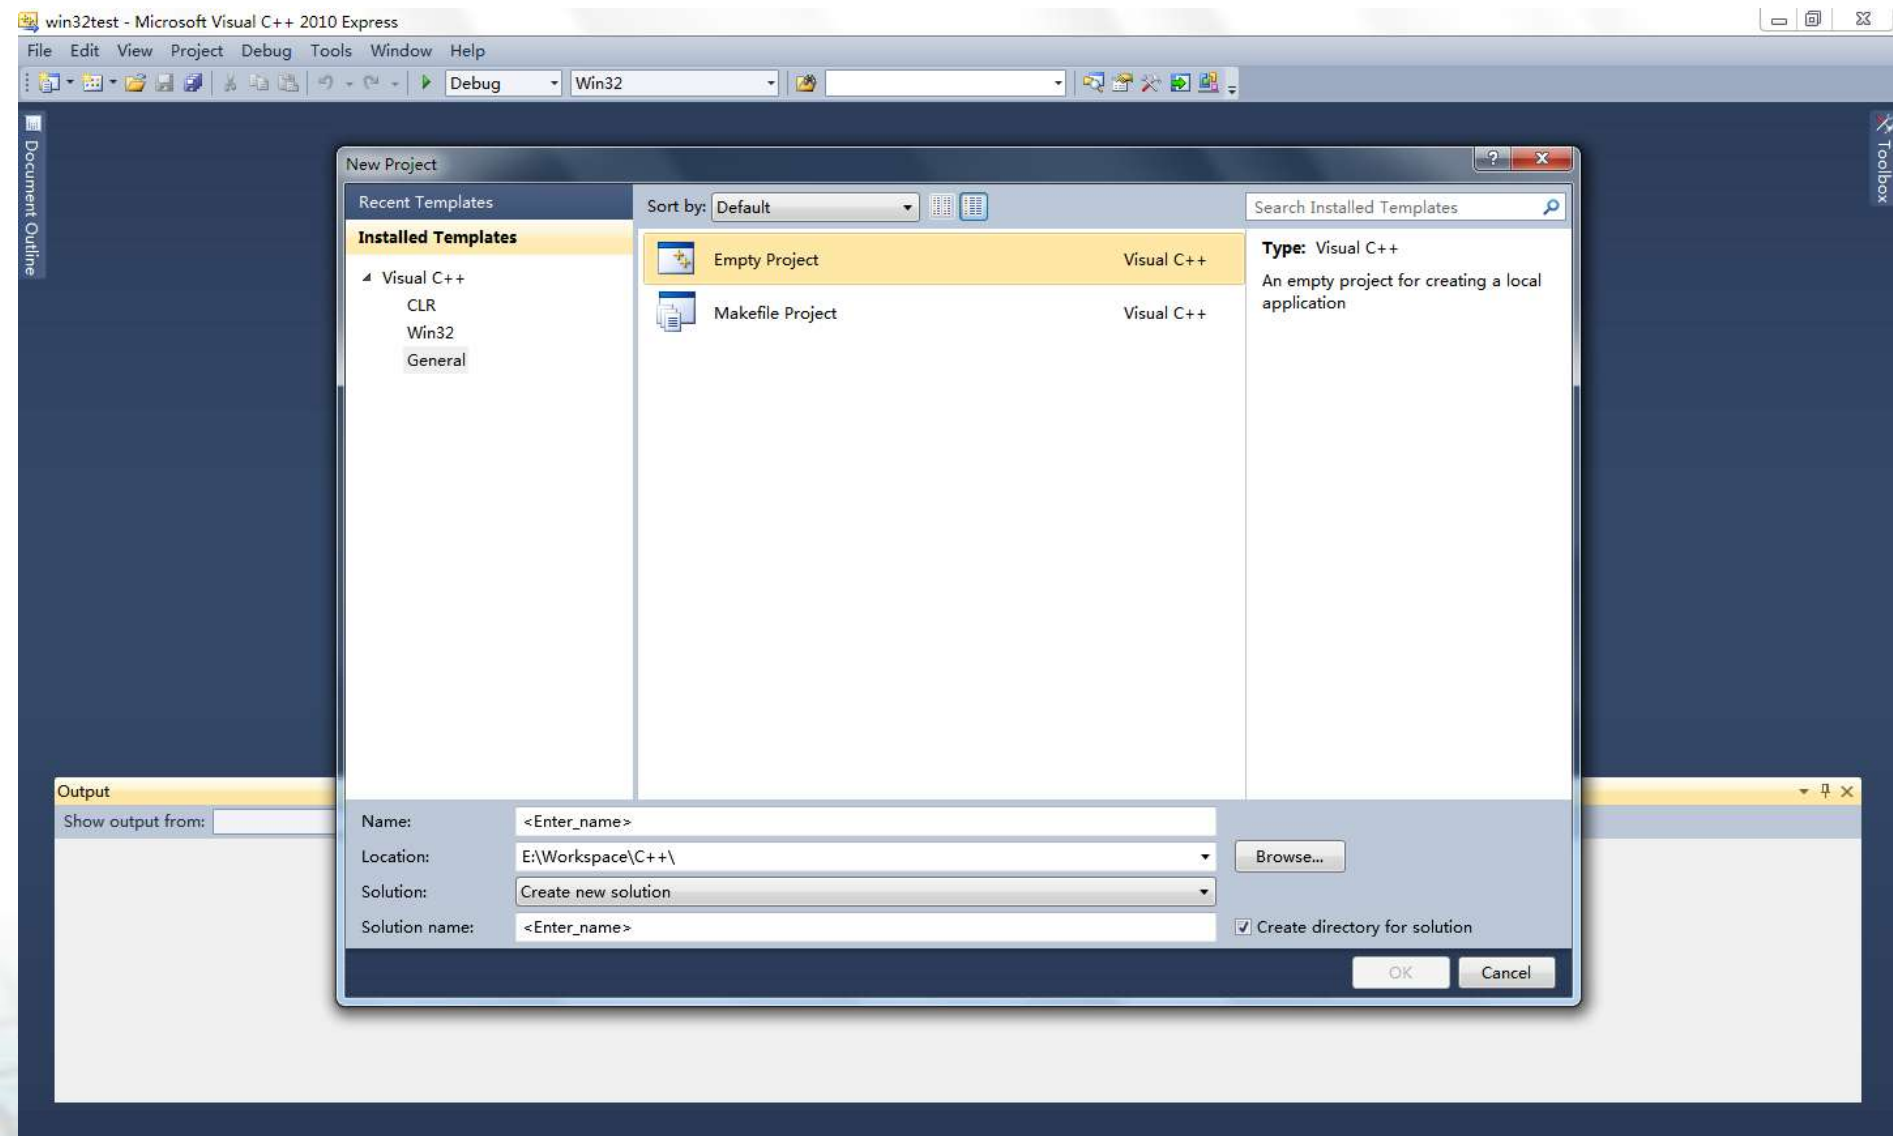 win32test - Microsoft Visual C++ 2010 Express
File Edit View Project Debug Tools Window Help
Debug Win32
Document Outline
Toolbox
New Project
Recent Templates
Installed Templates
Visual C++
CLR
Win32
General
Sort by: Default
Empty Project Visual C++
Makefile Project Visual C++
Search Installed Templates
Type: Visual C++
An empty project for creating a local
application
Output
Show output from:
Name: <Enter_name>
Location: E:\Workspace\C++\ Browse...
Solution: Create new solution
Solution name: <Enter_name> Create directory for solution
OK Cancel